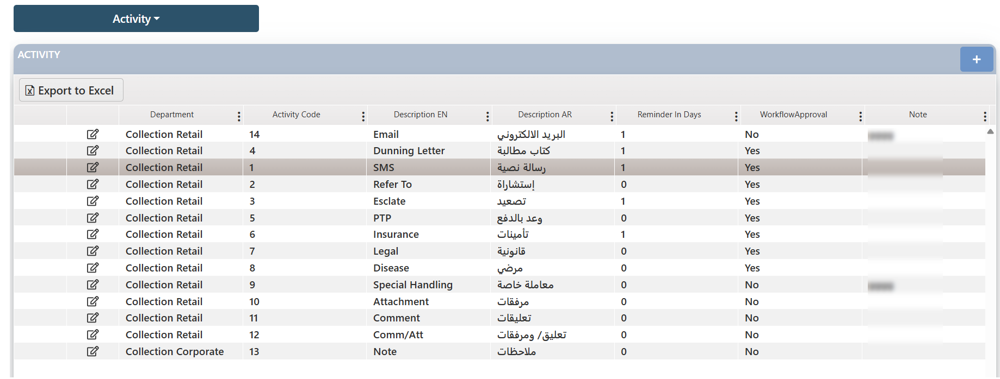 Activity
ACTIVITY
+
Export to Excel
Department Activity Code Description EN Description AR Reminder In Days WorkflowApproval Note
Collection Retail 14 Email البريد الالكتروني 1 No
Collection Retail 4 Dunning Letter كتاب مطالبة 1 Yes
Collection Retail 1 SMS رسالة نصية 1 Yes
Collection Retail 2 Refer To إستشاراة 0 Yes
Collection Retail 3 Esclate تصعيد 1 Yes
Collection Retail 5 PTP وعد بالدفع 0 Yes
Collection Retail 6 Insurance تأمينات 1 Yes
Collection Retail 7 Legal قانونية 0 Yes
Collection Retail 8 Disease مرضي 0 Yes
Collection Retail 9 Special Handling معاملة خاصة 0 No
Collection Retail 10 Attachment مرفقات 0 No
Collection Retail 11 Comment تعليقات 0 No
Collection Retail 12 Comm/Att تعليق/ ومرفقات 0 No
Collection Corporate 13 Note ملاحظات 0 No